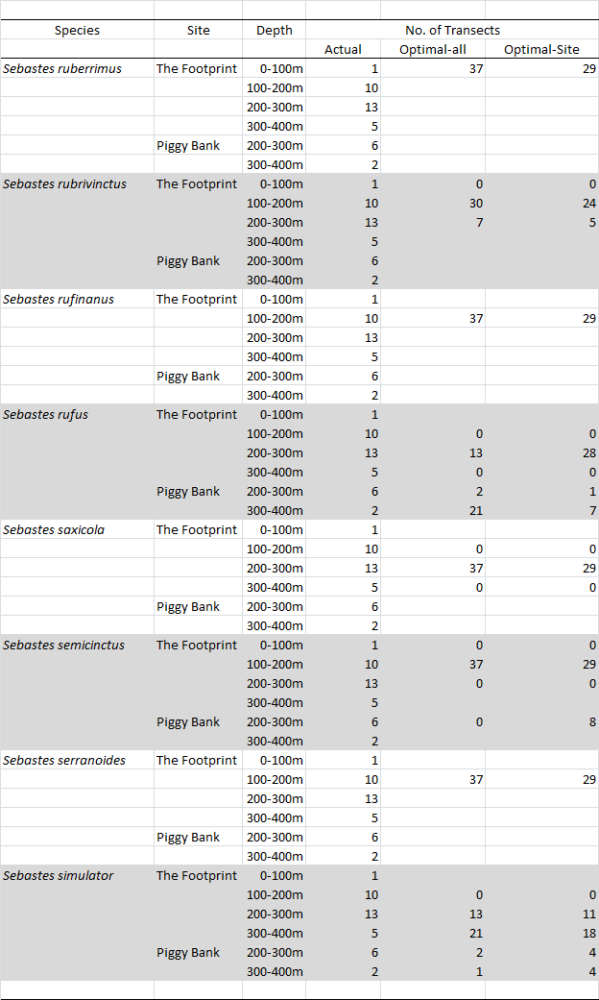 Species Site Depth No. of Transects
Actual Optimal-all Optimal-Site
Sebastes ruberrimus The Footprint 0-100m 1 37 29
100-200m 10
200-300m 13
300-400m 5
Piggy Bank 200-300m 6
300-400m 2
Sebastes rubrivinctus The Footprint 0-100m 1 0 0
100-200m 10 30 24
200-300m 13 7 5
300-400m 5
Piggy Bank 200-300m 6
300-400m 2
Sebastes rufinanus The Footprint 0-100m 1
100-200m 10 37 29
200-300m 13
300-400m 5
Piggy Bank 200-300m 6
300-400m 2
Sebastes rufus The Footprint 0-100m 1
100-200m 10 0 0
200-300m 13 13 28
300-400m 5 0 0
Piggy Bank 200-300m 6 2 1
300-400m 2 21 7
Sebastes saxicola The Footprint 0-100m 1
100-200m 10 0 0
200-300m 13 37 29
300-400m 5 0 0
Piggy Bank 200-300m 6
300-400m 2
Sebastes semicinctus The Footprint 0-100m 1 0 0
100-200m 10 37 29
200-300m 13 0 0
300-400m 5
Piggy Bank 200-300m 6 0 8
300-400m 2
Sebastes serranoides The Footprint 0-100m 1
100-200m 10 37 29
200-300m 13
300-400m 5
Piggy Bank 200-300m 6
300-400m 2
Sebastes simulator The Footprint 0-100m 1
100-200m 10 0 0
200-300m 13 13 11
300-400m 5 21 18
Piggy Bank 200-300m 6 2 4
300-400m 2 1 4